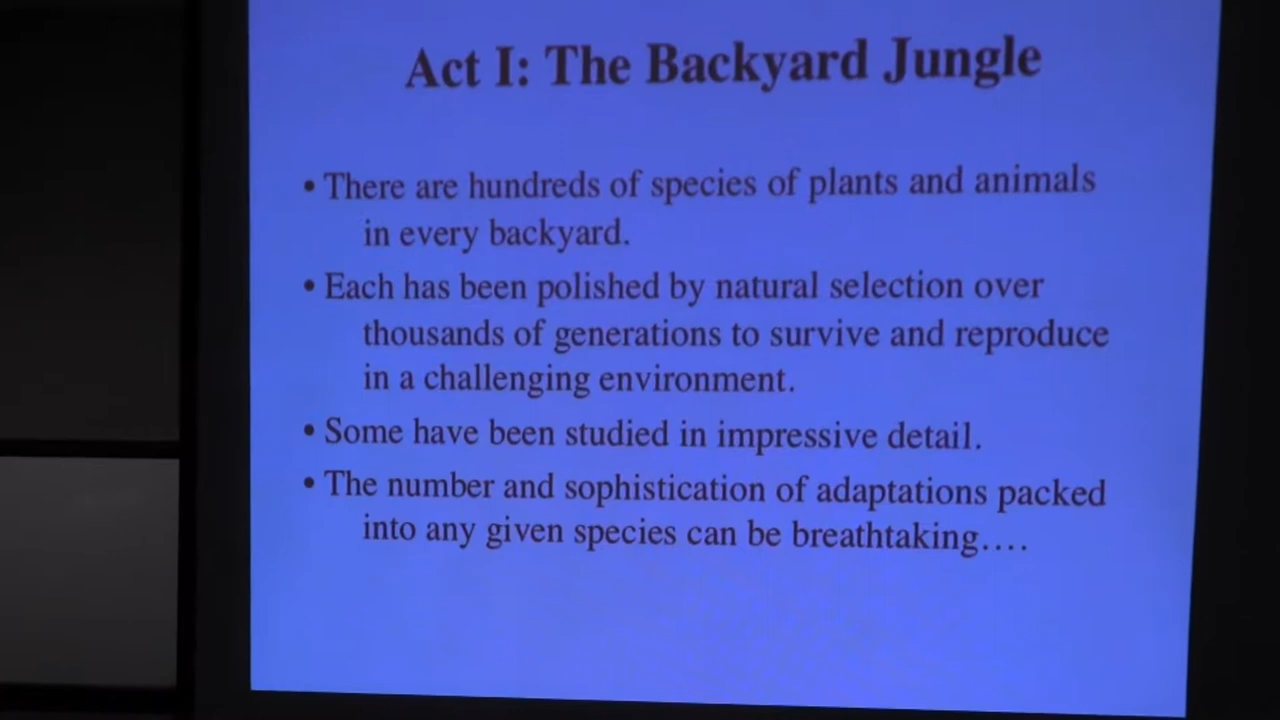 Act I: The Backyard Jungle
• There are hundreds of species of plants and animals
in every backyard.
• Each has been polished by natural selection over
thousands of generations to survive and reproduce
in a challenging environment.
• Some have been studied in impressive detail.
• The number and sophistication of adaptations packed
into any given species can be breathtaking....